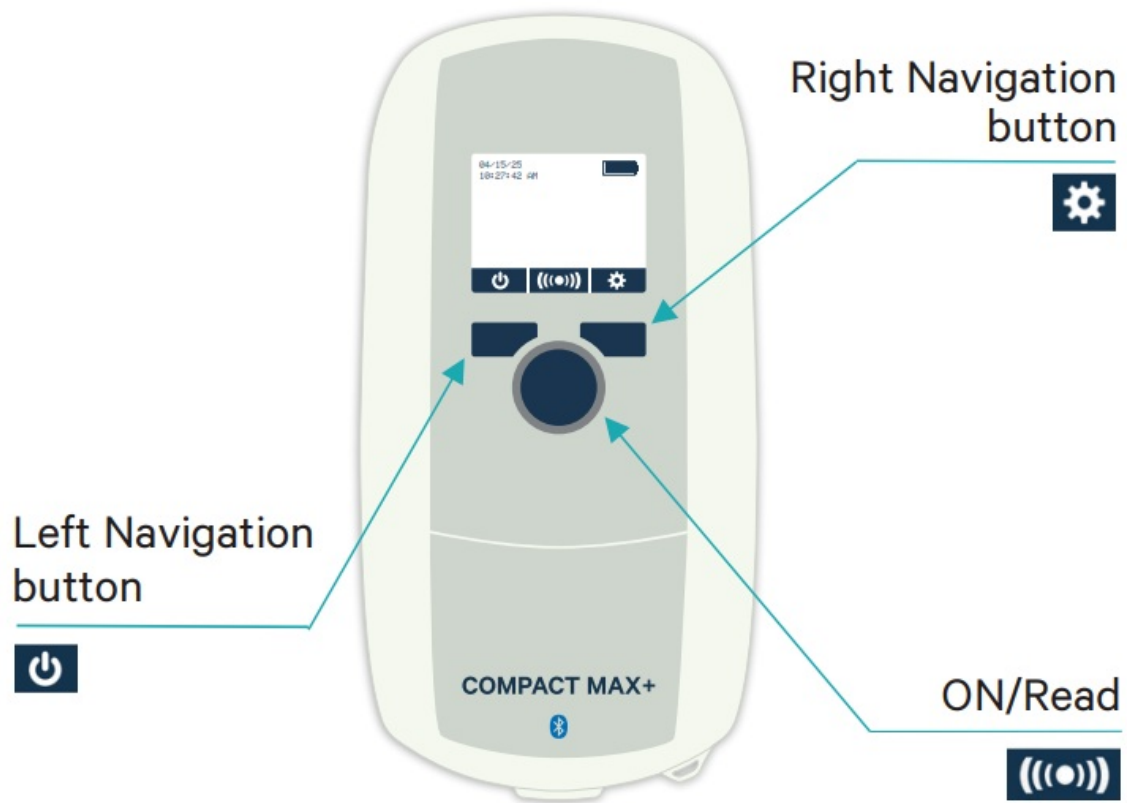 Right Navigation
button
04/15/25
10:27:42 AM
Left Navigation
button
COMPACT MAX+
ON/Read